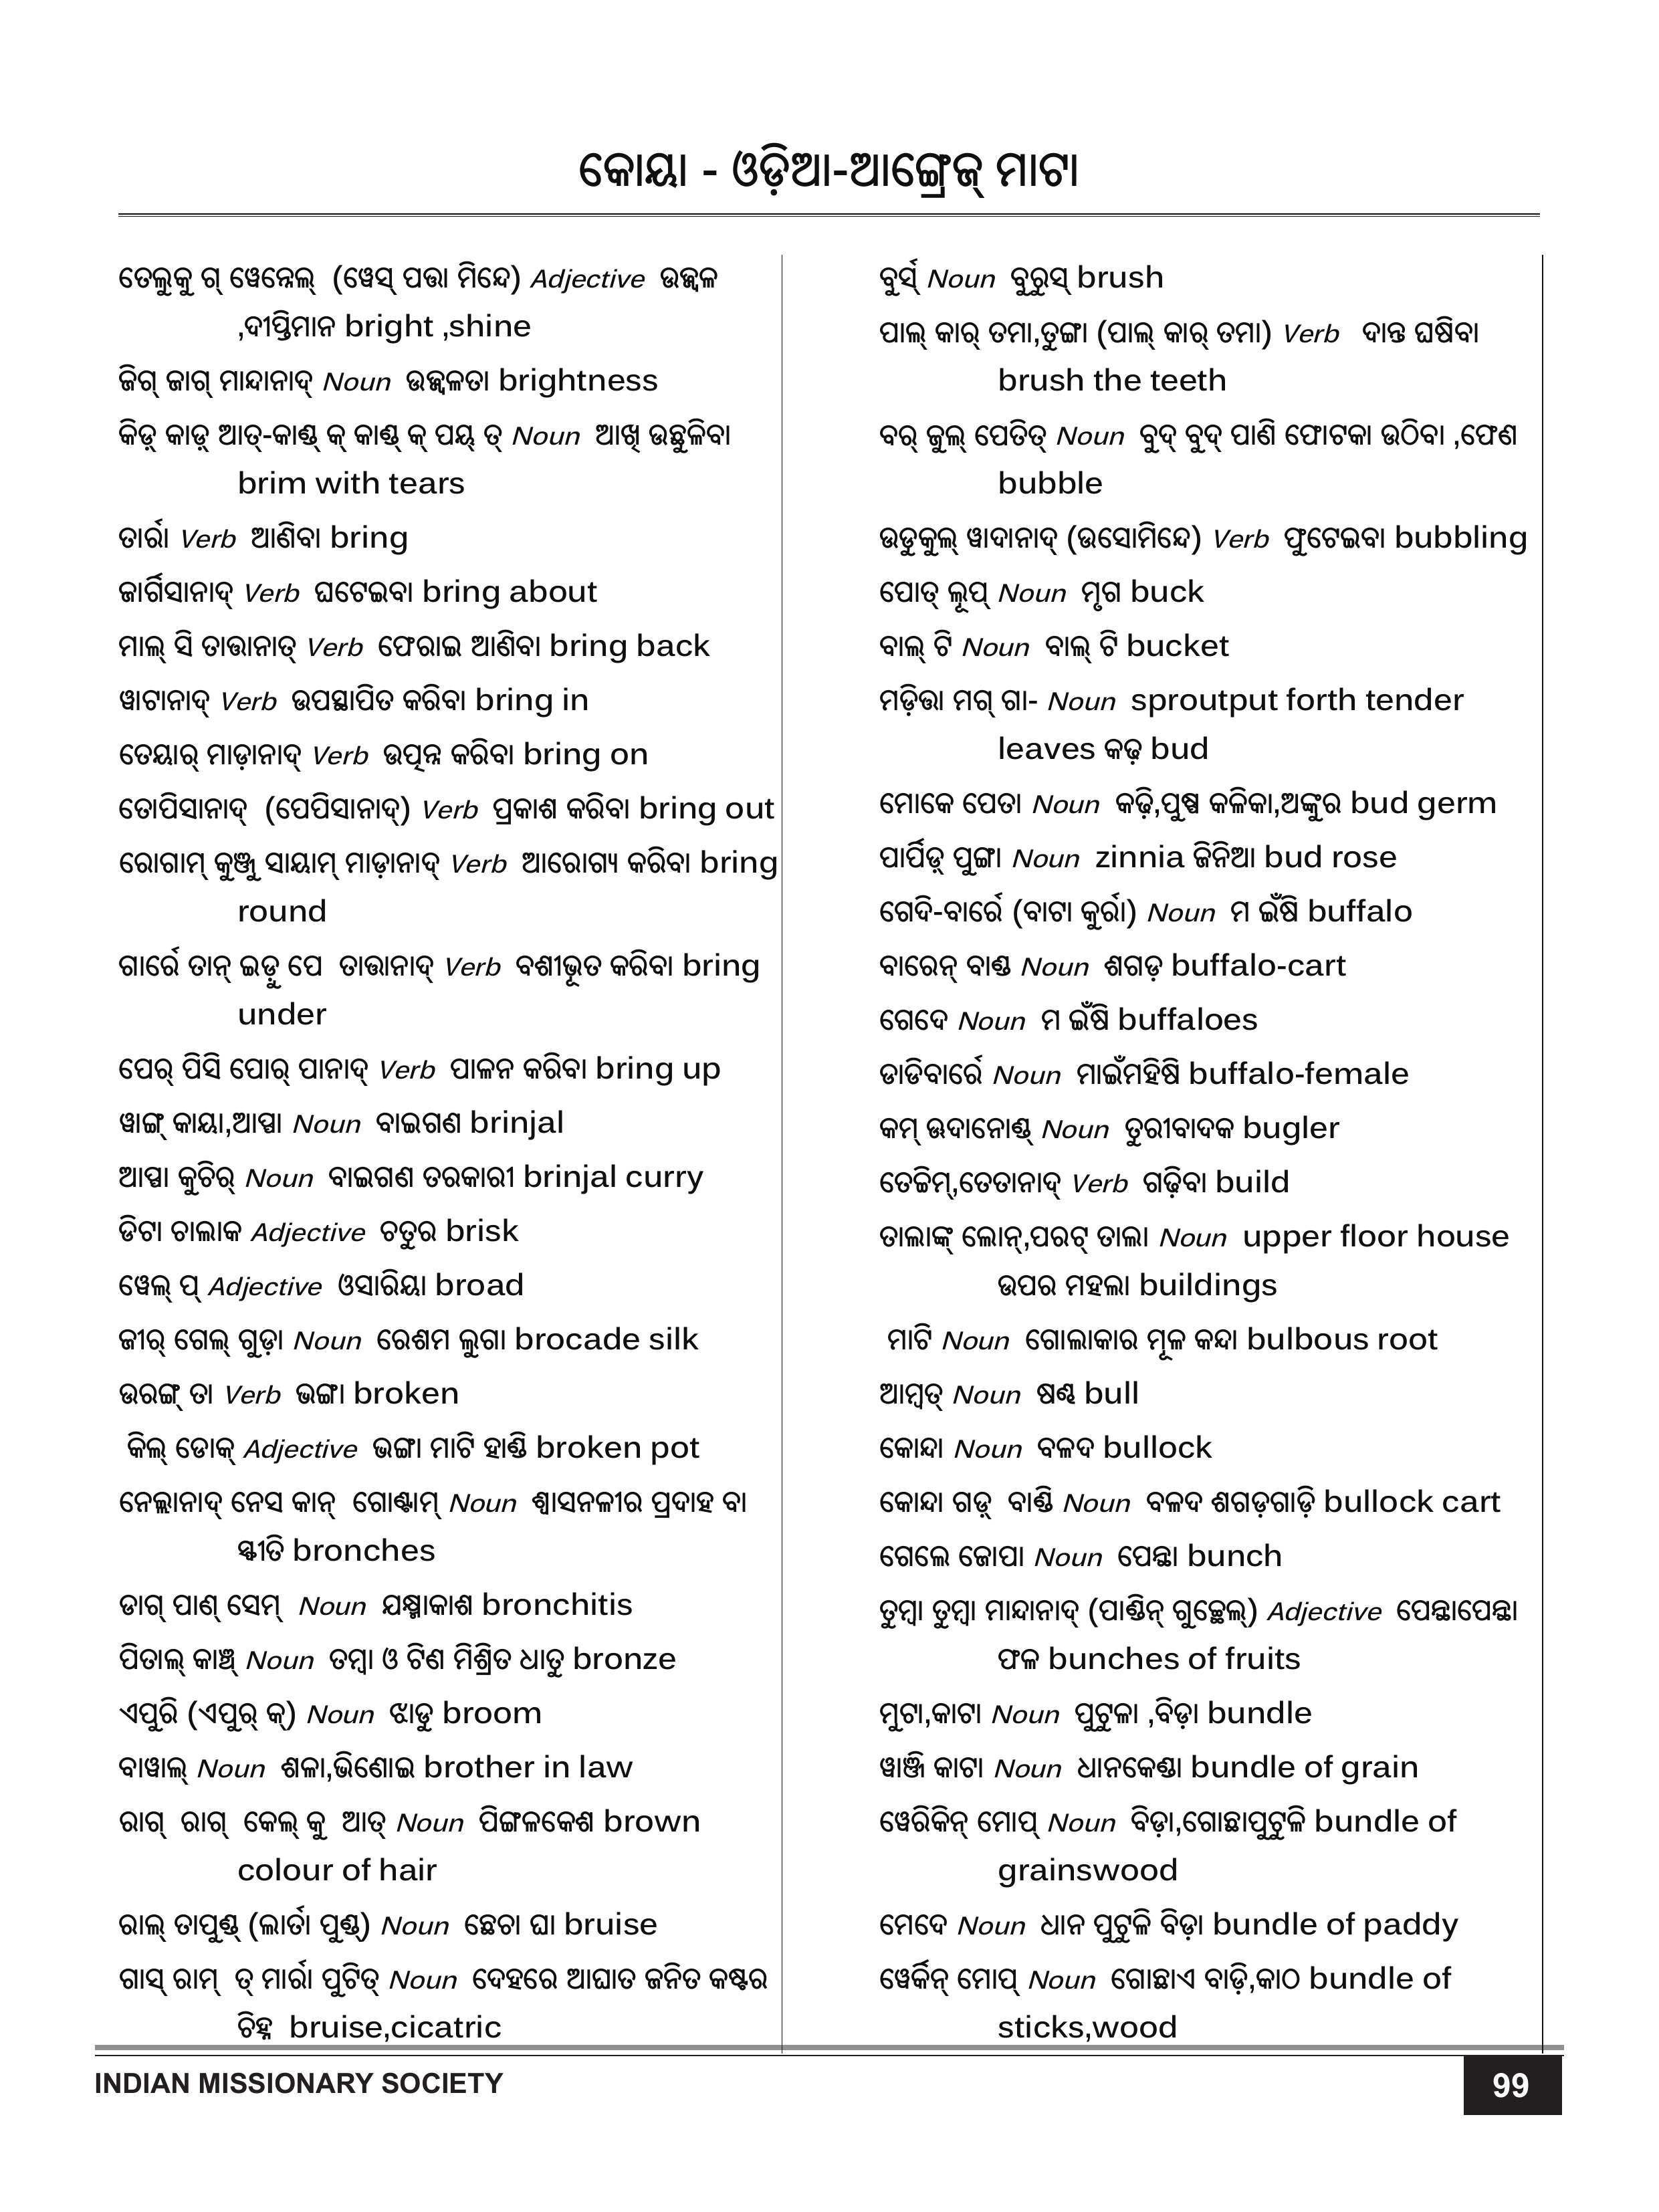 କୋୟା - ଓଡ଼ିଆ-ଆଙ୍ଗ୍ରେଜ୍ ମାଟା
ତେଲୁକୁ ଗ୍ ୱେନ୍ନେଲ୍ (ୱେସ୍ ପତ୍ତା ମିନ୍ଦେ) Adjective ଉଜ୍ଜ୍ୱଳ
,ଦୀପ୍ତିମାନ bright ,shine
ଜିଗ୍ ଜାଗ୍ ମାନ୍ଦାନାଦ୍ Noun ଉଜ୍ଜ୍ୱଳତା brightness
କିଡ଼୍ କାଡ଼୍ ଆତ୍-କାଣ୍ଡ୍ କ୍ କାଣ୍ଡ୍ କ୍ ପୟ୍ ତ୍ Noun ଆଖି ଉଛୁଳିବା
brim with tears
ତାର୍ରା Verb ଆଣିବା bring
ଜାର୍ଗିସାନାଦ୍ Verb ଘଟେଇବା bring about
ମାଲ୍ ସି ତାତ୍ତାନାତ୍ Verb ଫେରାଇ ଆଣିବା bring back
ୱାଟାନାଦ୍ Verb ଉପସ୍ଥାପିତ କରିବା bring in
ତେୟାର୍ ମାଡ଼ାନାଦ୍ Verb ଉତ୍ପନ୍ନ କରିବା bring on
ତୋପିସାନାଦ୍ (ପେପିସାନାଦ୍) Verb ପ୍ରକାଶ କରିବା bring out
ରୋଗାମ୍ କୁଞ୍ଜୁ ସାୟାମ୍ ମାଡ଼ାନାଦ୍ Verb ଆରୋଗ୍ୟ କରିବା bring
round
ଗାର୍ରେ ତାନ୍ ଇଡ଼ୁ ପେ ତାତ୍ତାନାଦ୍ Verb ବଶୀଭୂତ କରିବା bring
under
ପେର୍ ପିସି ପୋର୍ ପାନାଦ୍ Verb ପାଳନ କରିବା bring up
ୱାଙ୍ଗ୍ କାୟା,ଆପ୍ପା Noun ବାଇଗଣ brinjal
ଆପ୍ପା କୁଚିର୍ Noun ବାଇଗଣ ତରକାରୀ brinjal curry
ଡିଟା ଚାଲାକ Adjective ଚତୁର brisk
ୱେଲ୍ ପ୍ Adjective ଓସାରିୟା broad
ଜୀର୍ ଗେଲ୍ ଗୁଡ଼ା Noun ରେଶମ ଲୁଗା brocade silk
ଉରଙ୍ଗ୍ ତା Verb ଭଙ୍ଗା broken
କିଲ୍ ଡୋକ୍ Adjective ଭଙ୍ଗା ମାଟି ହାଣ୍ଡି broken pot
ନେଲ୍ଲାନାଦ୍ ନେସ କାନ୍ ଗୋଣ୍ଟାମ୍ Noun ଶ୍ୱାସନଳୀର ପ୍ରଦାହ ବା
ସ୍ଫୀତି bronches
ଡାଗ୍ ପାଣ୍ ସେମ୍ Noun ଯକ୍ଷ୍ମାକାଶ bronchitis
ପିତାଲ୍ କାଞ୍ଚ୍ Noun ତମ୍ବା ଓ ଟିଣ ମିଶ୍ରିତ ଧାତୁ bronze
ଏପୁରି (ଏପୁର୍ କ୍) Noun ଝାଡୁ broom
ବାୱାଲ୍ Noun ଶଳା,ଭିଣୋଇ brother in law
ରାଗ୍ ରାଗ୍ କେଲ୍ କୁ ଆତ୍ Noun ପିଙ୍ଗଳକେଶ brown
colour of hair
ରାଲ୍ ତାପୁଣ୍ଡ୍ (ଲାର୍ତା ପୁଣ୍ଡ୍) Noun ଛେଚା ଘା bruise
ଗାସ୍ ରାମ୍ ତ୍ ମାର୍ରା ପୁଚିତ୍ Noun ଦେହରେ ଆଘାତ ଜନିତ କଷ୍ଟର
ଚିହ୍ନ bruise,cicatric
ବୁର୍ସ୍ Noun ବୁରୁସ୍ brush
ପାଲ୍ କାର୍ ତମା,ତୁଙ୍ଗା (ପାଲ୍ କାର୍ ତମା) Verb ଦାନ୍ତ ଘଷିବା
brush the teeth
ବର୍ ଜୁଲ୍ ପେତିତ୍ Noun ବୁଦ୍ ବୁଦ୍ ପାଣି ଫୋଟକା ଉଠିବା ,ଫେଣ
bubble
ଉଡୁକୁଲ୍ ୱାଦାନାଦ୍ (ଉସୋମିନ୍ଦେ) Verb ଫୁଟେଇବା bubbling
ପୋତ୍ ଲୂପ୍ Noun ମୃଗ buck
ବାଲ୍ ଟି Noun ବାଲ୍ ଟି bucket
ମଡ଼ିତ୍ତା ମଗ୍ ଗା- Noun sproutput forth tender
leaves କଢ଼ bud
ମୋକେ ପେତା Noun କଢ଼ି,ପୁଷ୍ପ କଳିକା,ଅଙ୍କୁର bud germ
ପାର୍ପିଡ଼୍ ପୁଙ୍ଗା Noun zinnia ଜିନିଆ bud rose
ଗେଦି-ବାର୍ରେ (ବାଟା କୁର୍ରା) Noun ମ ଇଁଷି buffalo
ବାରେନ୍ ବାଣ୍ଡ Noun ଶଗଡ଼ buffalo-cart
ଗେଦେ Noun ମ ଇଁଷି buffaloes
ଡାଡିବାର୍ରେ Noun ମାଇଁମହିଷି buffalo-female
କମ୍ ଊଦାନୋଣ୍ଡ୍ Noun ତୁରୀବାଦକ bugler
ତେଚ୍ଚିମ୍,ତେତାନାଦ୍ Verb ଗଢ଼ିବା build
ତାଲାଙ୍କ୍ ଲୋନ୍,ପରଟ୍ ତାଲା Noun upper floor house
ଉପର ମହଲା buildings
ମାଟି Noun ଗୋଲାକାର ମୂଳ କନ୍ଦା bulbous root
ଆମ୍ବତ୍ Noun ଷଣ୍ଢ bull
କୋନ୍ଦା Noun ବଳଦ bullock
କୋନ୍ଦା ଗଡ଼୍ ବାଣ୍ଡି Noun ବଳଦ ଶଗଡ଼ଗାଡ଼ି bullock cart
ଗେଲେ ଜୋପା Noun ପେନ୍ଥା bunch
ତୁମ୍ବା ତୁମ୍ବା ମାନ୍ଦାନାଦ୍ (ପାଣ୍ଡିନ୍ ଗୁଚ୍ଛେଲ୍) Adjective ପେନ୍ଥାପେନ୍ଥା
ଫଳ bunches of fruits
ମୁଟା,କାଟା Noun ପୁଟୁଳା ,ବିଡ଼ା bundle
ୱାଞ୍ଜି କାଟା Noun ଧାନକେଣ୍ଡା bundle of grain
ୱେରିକିନ୍ ମୋପ୍ Noun ବିଡ଼ା,ଗୋଛାପୁଟୁଳି bundle of
grainswood
ମେଦେ Noun ଧାନ ପୁଟୁଳି ବିଡ଼ା bundle of paddy
ୱେର୍କିନ୍ ମୋପ୍ Noun ଗୋଛାଏ ବାଡ଼ି,କାଠ bundle of
sticks,wood
INDIAN MISSIONARY SOCIETY
99